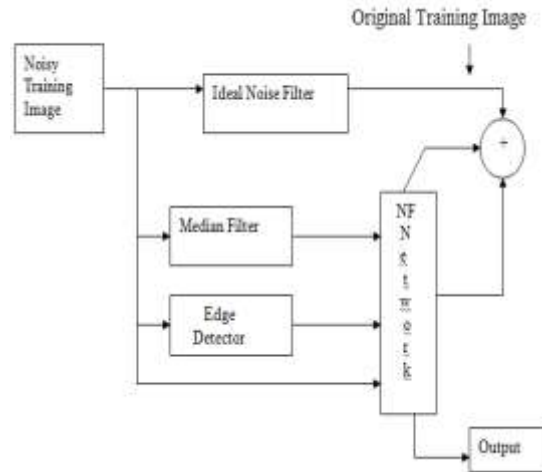 Original Training Image
Noisy
Training
Image
Ideal Noise Filter
+
Median Filter
NF
N
e
t
w
o
r
k
Edge
Detector
Output